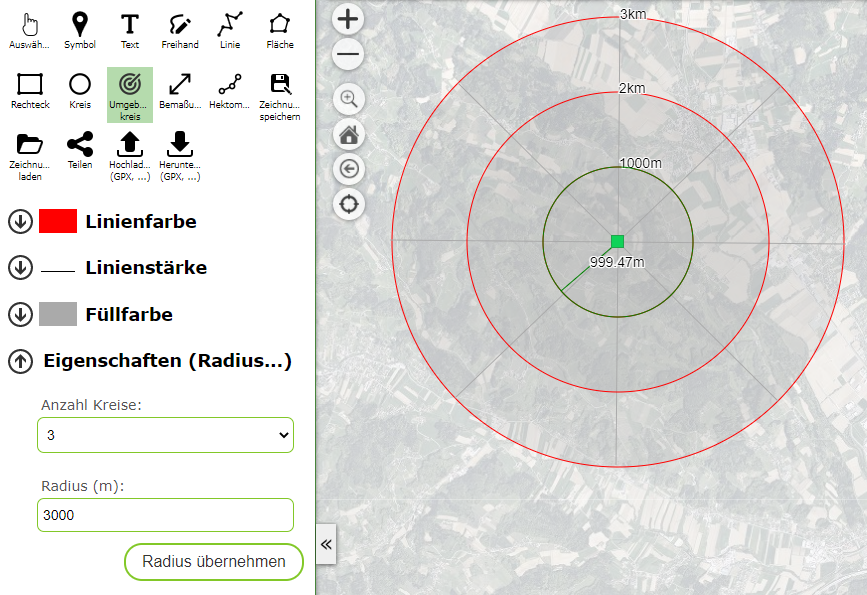 Auswäh...
Symbol
Text
Freihand
Linie
Fläche
Rechteck
Kreis
Umgeb...
kreis
Bemaßu...
Hektom...
Zeichnu...
speichern
Zeichnu...
laden
Teilen
Hochlad...
(GPX, ...)
Herunte...
(GPX, ...)
Linienfarbe
Linienstärke
Füllfarbe
Eigenschaften (Radius...)
Anzahl Kreise:
3
Radius (m):
3000
Radius übernehmen
3km
2km
1000m
999.47m